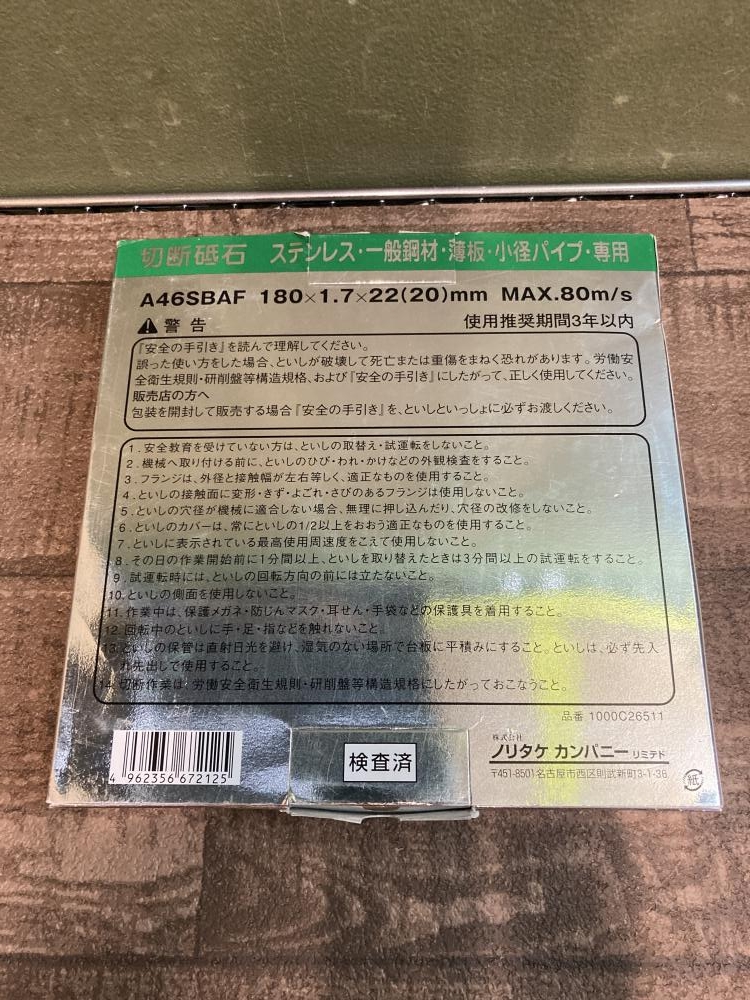 切断砥石 ステンレス・一般鋼材・薄板・小径パイプ・専用
A46SBAF 180×1.7×22(20)mm MAX.80m/s
警告 使用推奨期間3年以内
『安全の手引き』を読んで理解してください。
誤った使い方をした場合、といしが破壊して死亡または重傷をまねく恐れがあります。労働安
全衛生規則・研削盤等構造規格、および『安全の手引き』にしたがって、正しく使用してください。
販売店の方へ
包装を開封して販売する場合『安全の手引き』を、といしといっしょに必ずお渡しください。
1.安全教育を受けていない方は、といしの取替え・試運転をしないこと。
2.機械へ取り付ける前に、といしのひび・われ・かけなどの外観検査をすること。
3.フランジは、外径と接触幅が左右等しく、適正なものを使用すること。
4.といしの接触面に変形・きず・よごれ・さびのあるフランジは使用しないこと。
5.といしの穴径が機械に適合しない場合、無理に押し込んだり、穴径の改修をしないこと。
6.といしのカバーは、常にといしの1/2以上をおおう適正なものを使用すること。
7.といしに表示されている最高使用周速度をこえて使用しないこと。
8.その日の作業開始前に1分間以上、といしを取り替えたときは3分間以上の試運転をすること。
9.試運転時には、といしの回転方向の前には立たないこと。
10.といしの側面を使用しないこと。
11.作業中は、保護メガネ・防じんマスク・耳せん・手袋などの保護具を着用すること。
12.回転中のといしに手・足・指などを触れないこと。
13.といしの保管は直射日光を避け、湿気のない場所で台板に平積みにすること。といしは、必ず先入
れ先出しで使用すること。
14.切断作業は、労働安全衛生規則・研削盤等構造規格にしたがっておこなうこと。
品番 1000C26511
4 962356 672125
検査済
株式会社
ノリタケ カンパニー リミテド
〒451-8501名古屋市西区則武新町3-1-36
紙